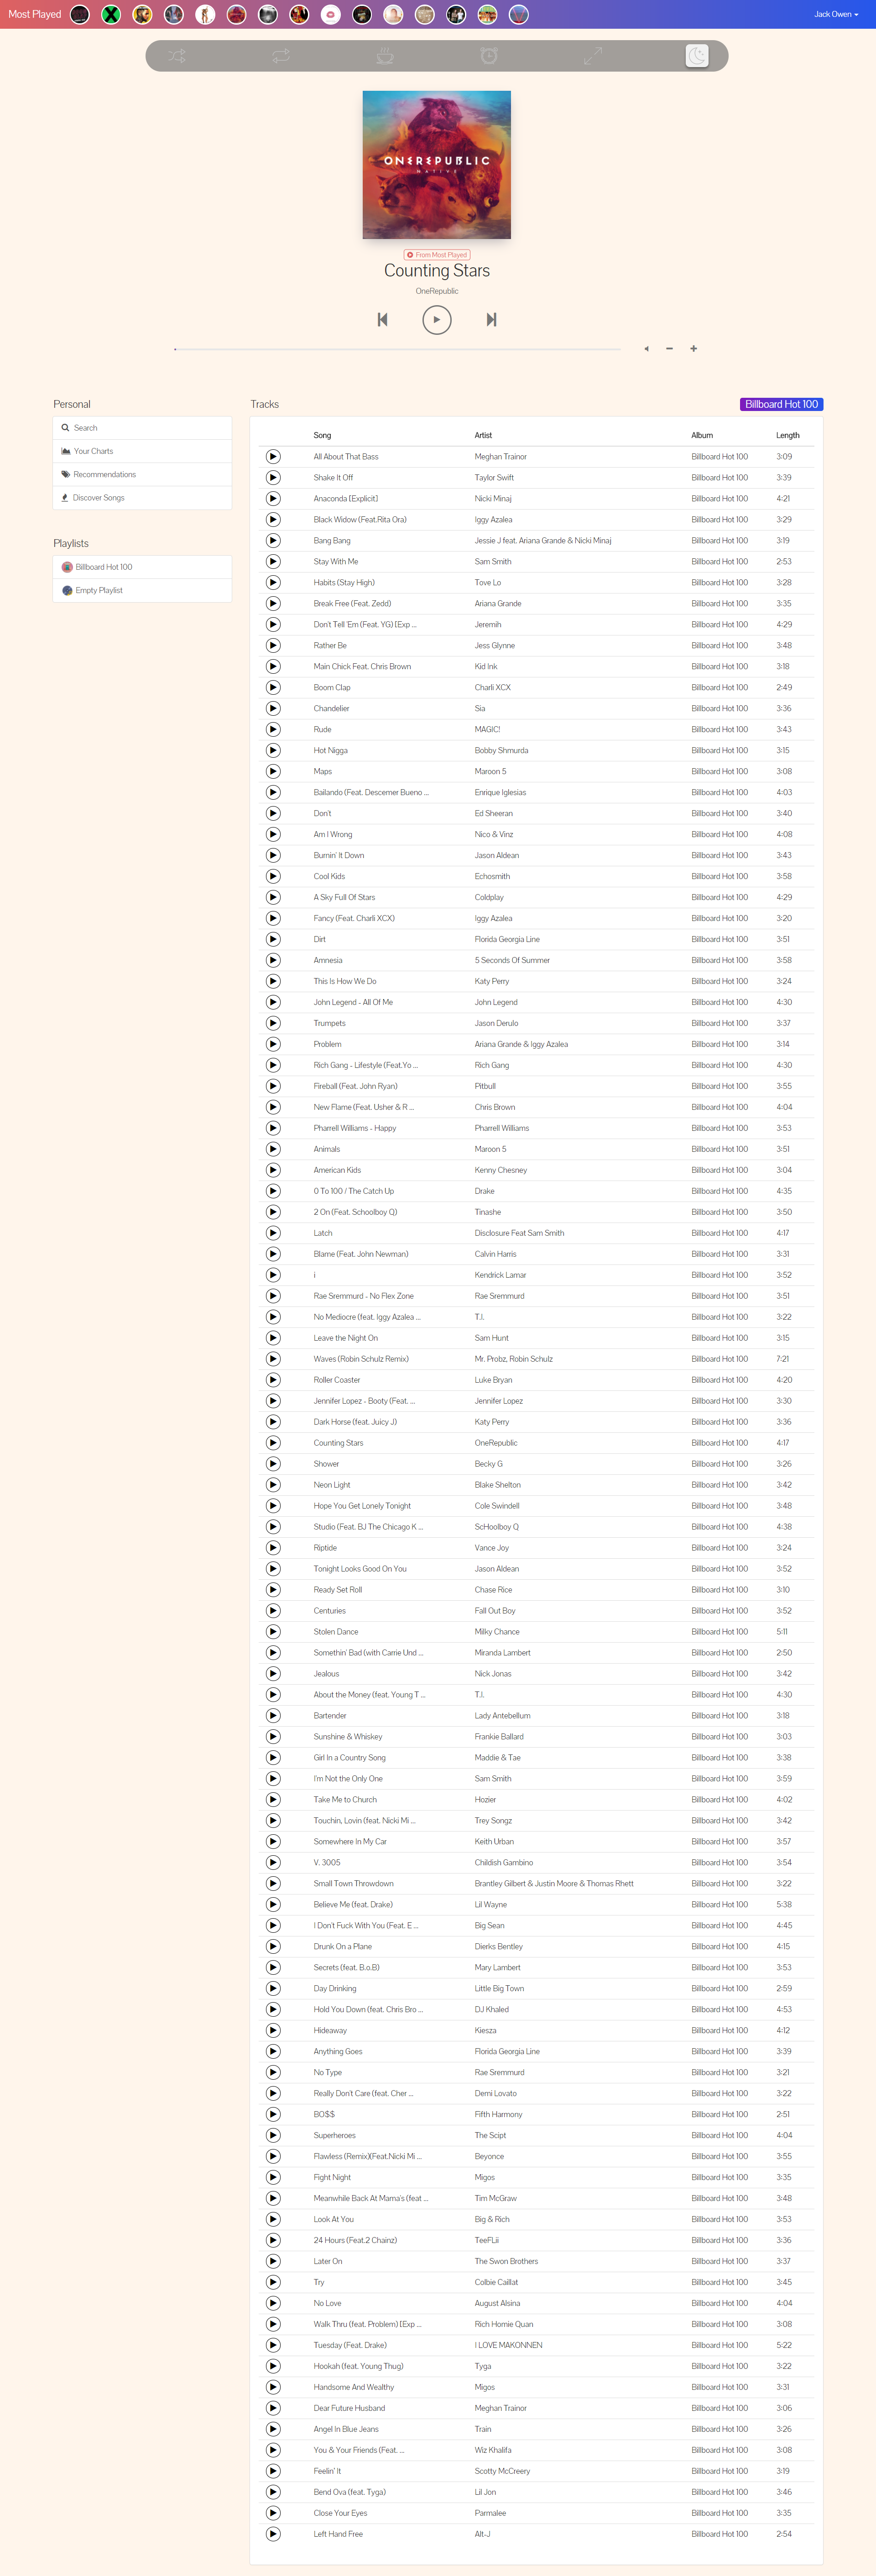 Most Played
Jack Owen
ONEREPUBLIC
NATIVE
From Most Played
Counting Stars
OneRepublic
Personal
Search
Your Charts
Recommendations
Discover Songs
Playlists
Billboard Hot 100
Empty Playlist
Tracks Billboard Hot 100
Song Artist Album Length
All About That Bass Meghan Trainor Billboard Hot 100 3:09
Shake It Off Taylor Swift Billboard Hot 100 3:39
Anaconda [Explicit] Nicki Minaj Billboard Hot 100 4:21
Black Widow (Feat.Rita Ora) Iggy Azalea Billboard Hot 100 3:29
Bang Bang Jessie J feat. Ariana Grande & Nicki Minaj Billboard Hot 100 3:19
Stay With Me Sam Smith Billboard Hot 100 2:53
Habits (Stay High) Tove Lo Billboard Hot 100 3:28
Break Free (Feat. Zedd) Ariana Grande Billboard Hot 100 3:35
Don't Tell 'Em (Feat. YG) [Exp ... Jeremih Billboard Hot 100 4:29
Rather Be Jess Glynne Billboard Hot 100 3:48
Main Chick Feat. Chris Brown Kid Ink Billboard Hot 100 3:18
Boom Clap Charli XCX Billboard Hot 100 2:49
Chandelier Sia Billboard Hot 100 3:36
Rude MAGIC! Billboard Hot 100 3:43
Hot Nigga Bobby Shmurda Billboard Hot 100 3:15
Maps Maroon 5 Billboard Hot 100 3:08
Bailando (Feat. Descemer Bueno ... Enrique Iglesias Billboard Hot 100 4:03
Don't Ed Sheeran Billboard Hot 100 3:40
Am I Wrong Nico & Vinz Billboard Hot 100 4:08
Burnin' It Down Jason Aldean Billboard Hot 100 3:43
Cool Kids Echosmith Billboard Hot 100 3:58
A Sky Full Of Stars Coldplay Billboard Hot 100 4:29
Fancy (Feat. Charli XCX) Iggy Azalea Billboard Hot 100 3:20
Dirt Florida Georgia Line Billboard Hot 100 3:51
Amnesia 5 Seconds Of Summer Billboard Hot 100 3:58
This Is How We Do Katy Perry Billboard Hot 100 3:24
John Legend - All Of Me John Legend Billboard Hot 100 4:30
Trumpets Jason Derulo Billboard Hot 100 3:37
Problem Ariana Grande & Iggy Azalea Billboard Hot 100 3:14
Rich Gang - Lifestyle (Feat.Yo ... Rich Gang Billboard Hot 100 4:30
Fireball (Feat. John Ryan) Pitbull Billboard Hot 100 3:55
New Flame (Feat. Usher & R ... Chris Brown Billboard Hot 100 4:04
Pharrell Williams - Happy Pharrell Williams Billboard Hot 100 3:53
Animals Maroon 5 Billboard Hot 100 3:51
American Kids Kenny Chesney Billboard Hot 100 3:04
0 To 100 / The Catch Up Drake Billboard Hot 100 4:35
2 On (Feat. Schoolboy Q) Tinashe Billboard Hot 100 3:50
Latch Disclosure Feat Sam Smith Billboard Hot 100 4:17
Blame (Feat. John Newman) Calvin Harris Billboard Hot 100 3:31
i Kendrick Lamar Billboard Hot 100 3:52
Rae Sremmurd - No Flex Zone Rae Sremmurd Billboard Hot 100 3:51
No Mediocre (feat. Iggy Azalea ... T.I. Billboard Hot 100 3:22
Leave the Night On Sam Hunt Billboard Hot 100 3:15
Waves (Robin Schulz Remix) Mr. Probz, Robin Schulz Billboard Hot 100 7:21
Roller Coaster Luke Bryan Billboard Hot 100 4:20
Jennifer Lopez - Booty (Feat. ... Jennifer Lopez Billboard Hot 100 3:30
Dark Horse (feat. Juicy J) Katy Perry Billboard Hot 100 3:36
Counting Stars OneRepublic Billboard Hot 100 4:17
Shower Becky G Billboard Hot 100 3:26
Neon Light Blake Shelton Billboard Hot 100 3:42
Hope You Get Lonely Tonight Cole Swindell Billboard Hot 100 3:48
Studio (Feat. BJ The Chicago K ... ScHoolboy Q Billboard Hot 100 4:38
Riptide Vance Joy Billboard Hot 100 3:24
Tonight Looks Good On You Jason Aldean Billboard Hot 100 3:52
Ready Set Roll Chase Rice Billboard Hot 100 3:10
Centuries Fall Out Boy Billboard Hot 100 3:52
Stolen Dance Milky Chance Billboard Hot 100 5:11
Somethin' Bad (with Carrie Und ... Miranda Lambert Billboard Hot 100 2:50
Jealous Nick Jonas Billboard Hot 100 3:42
About the Money (feat. Young T ... T.I. Billboard Hot 100 4:30
Bartender Lady Antebellum Billboard Hot 100 3:18
Sunshine & Whiskey Frankie Ballard Billboard Hot 100 3:03
Girl In a Country Song Maddie & Tae Billboard Hot 100 3:38
I'm Not the Only One Sam Smith Billboard Hot 100 3:59
Take Me to Church Hozier Billboard Hot 100 4:02
Touchin, Lovin (feat. Nicki Mi ... Trey Songz Billboard Hot 100 3:42
Somewhere In My Car Keith Urban Billboard Hot 100 3:57
V. 3005 Childish Gambino Billboard Hot 100 3:54
Small Town Throwdown Brantley Gilbert & Justin Moore & Thomas Rhett Billboard Hot 100 3:22
Believe Me (feat. Drake) Lil Wayne Billboard Hot 100 5:38
I Don't Fuck With You (Feat. E ... Big Sean Billboard Hot 100 4:45
Drunk On a Plane Dierks Bentley Billboard Hot 100 4:15
Secrets (feat. B.o.B) Mary Lambert Billboard Hot 100 3:53
Day Drinking Little Big Town Billboard Hot 100 2:59
Hold You Down (feat. Chris Bro ... DJ Khaled Billboard Hot 100 4:53
Hideaway Kiesza Billboard Hot 100 4:12
Anything Goes Florida Georgia Line Billboard Hot 100 3:39
No Type Rae Sremmurd Billboard Hot 100 3:21
Really Don't Care (feat. Cher ... Demi Lovato Billboard Hot 100 3:22
BO$$ Fifth Harmony Billboard Hot 100 2:51
Superheroes The Scipt Billboard Hot 100 4:04
Flawless (Remix)(Feat.Nicki Mi ... Beyonce Billboard Hot 100 3:55
Fight Night Migos Billboard Hot 100 3:35
Meanwhile Back At Mama's (feat ... Tim McGraw Billboard Hot 100 3:48
Look At You Big & Rich Billboard Hot 100 3:53
24 Hours (Feat.2 Chainz) TeeFLii Billboard Hot 100 3:36
Later On The Swon Brothers Billboard Hot 100 3:37
Try Colbie Caillat Billboard Hot 100 3:45
No Love August Alsina Billboard Hot 100 4:04
Walk Thru (feat. Problem) [Exp ... Rich Homie Quan Billboard Hot 100 3:08
Tuesday (Feat. Drake) I LOVE MAKONNEN Billboard Hot 100 5:22
Hookah (feat. Young Thug) Tyga Billboard Hot 100 3:22
Handsome And Wealthy Migos Billboard Hot 100 3:31
Dear Future Husband Meghan Trainor Billboard Hot 100 3:06
Angel In Blue Jeans Train Billboard Hot 100 3:26
You & Your Friends (Feat. ... Wiz Khalifa Billboard Hot 100 3:08
Feelin' It Scotty McCreery Billboard Hot 100 3:19
Bend Ova (feat. Tyga) Lil Jon Billboard Hot 100 3:46
Close Your Eyes Parmalee Billboard Hot 100 3:35
Left Hand Free Alt-J Billboard Hot 100 2:54